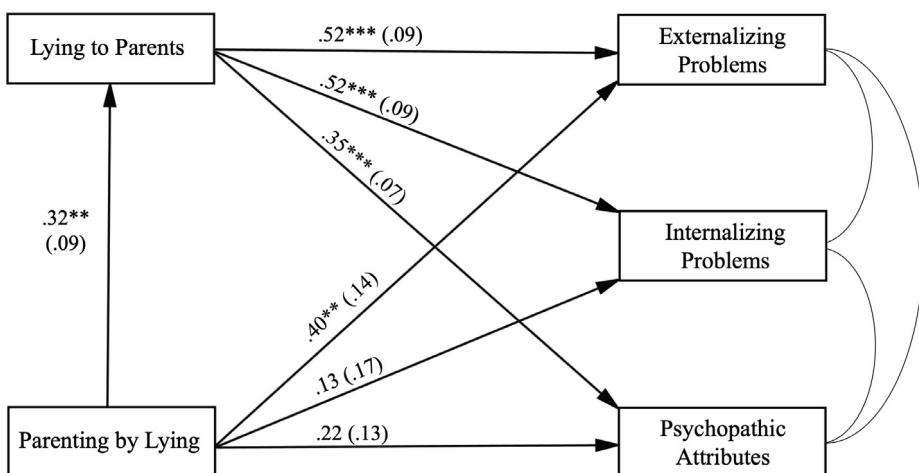 Lying to Parents
.52*** (.09)
Externalizing
Problems
.52*** (.09)
.35*** (.07)
.32**
(.09)
Internalizing
Problems
.40** (.14)
.13 (.17)
Parenting by Lying
.22 (.13)
Psychopathic
Attributes